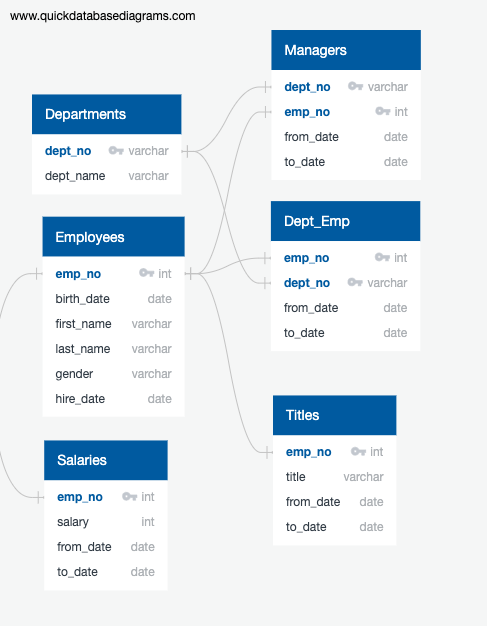 www.quickdatabasediagrams.com
Departments
dept_no varchar
dept_name varchar
Employees
emp_no int
birth_date date
first_name varchar
last_name varchar
gender varchar
hire_date date
Salaries
emp_no int
salary int
from_date date
to_date date
Managers
dept_no varchar
emp_no int
from_date date
to_date date
Dept_Emp
emp_no int
dept_no varchar
from_date date
to_date date
Titles
emp_no int
title varchar
from_date date
to_date date